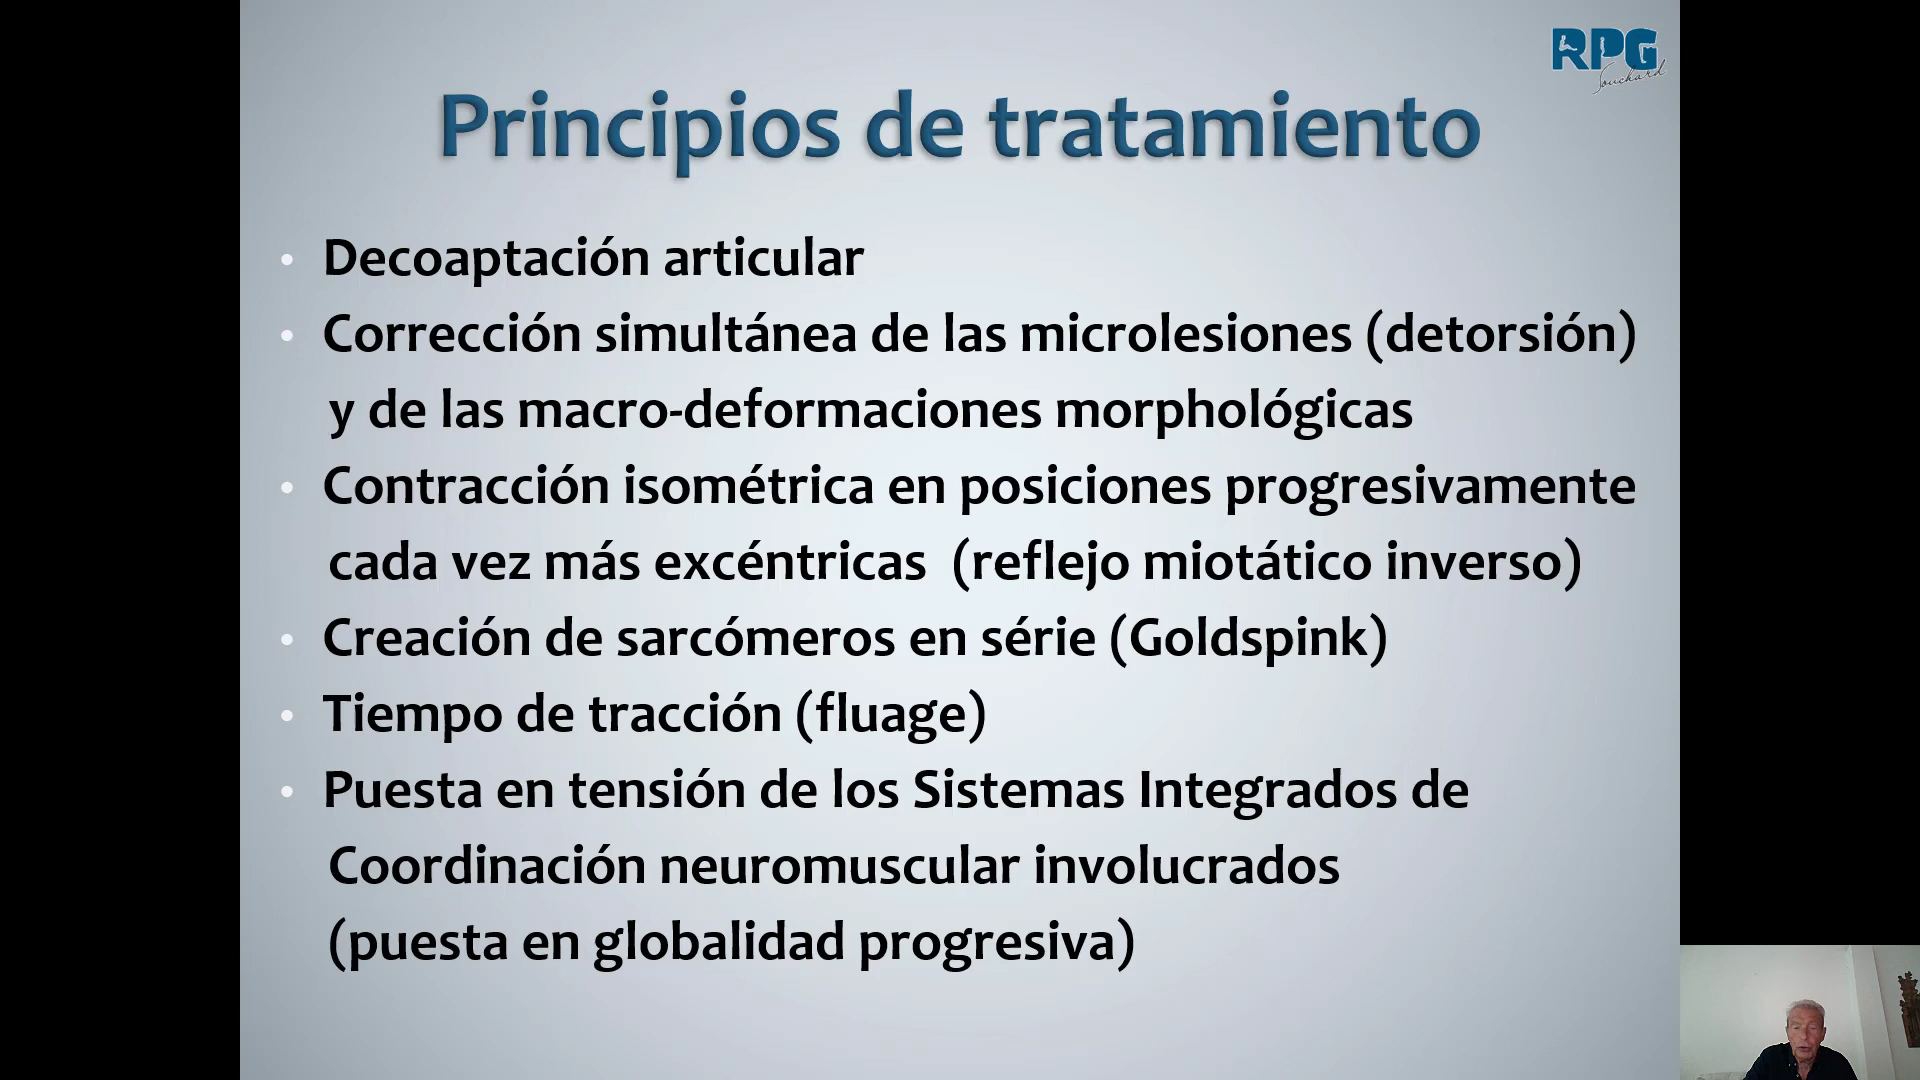 RPG
Souchard
Principios de tratamiento
• Decoaptación articular
• Corrección simultánea de las microlesiones (detorsión)
y de las macro-deformaciones morphológicas
• Contracción isométrica en posiciones progresivamente
cada vez más excéntricas (reflejo miotático inverso)
• Creación de sarcómeros en série (Goldspink)
• Tiempo de tracción (fluage)
• Puesta en tensión de los Sistemas Integrados de
Coordinación neuromuscular involucrados
(puesta en globalidad progresiva)